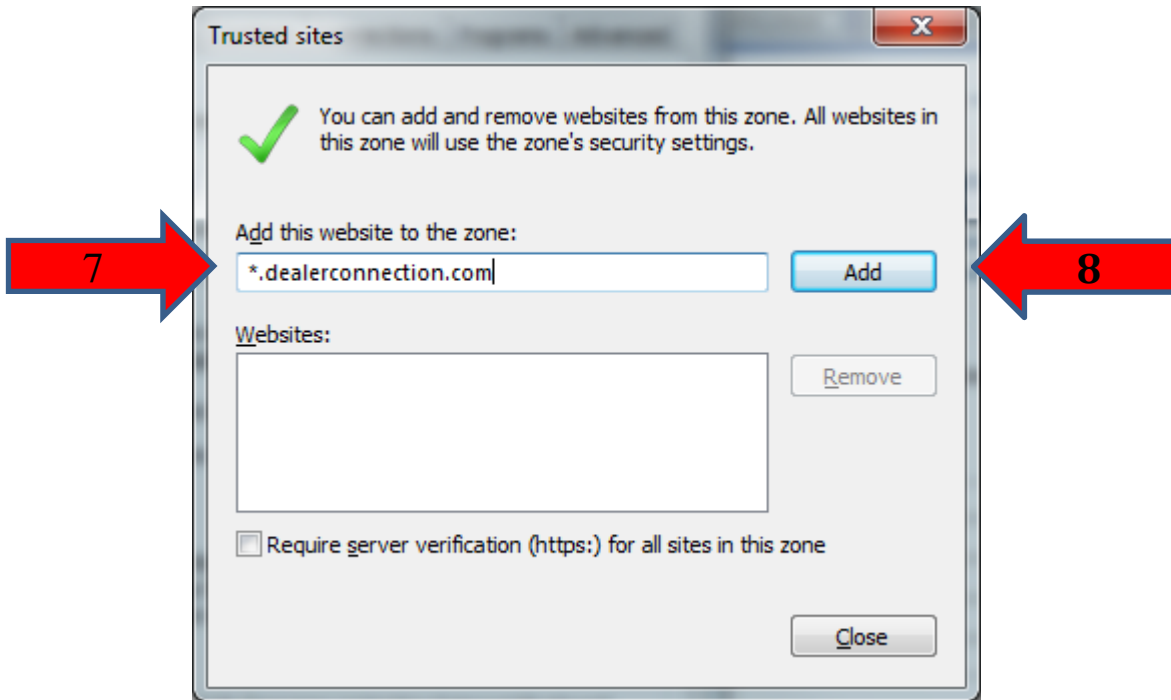 Trusted sites
You can add and remove websites from this zone. All websites in
this zone will use the zone's security settings.
Add this website to the zone:
7
*.dealerconnection.com
Add
8
Websites:
Remove
Require server verification (https:) for all sites in this zone
Close